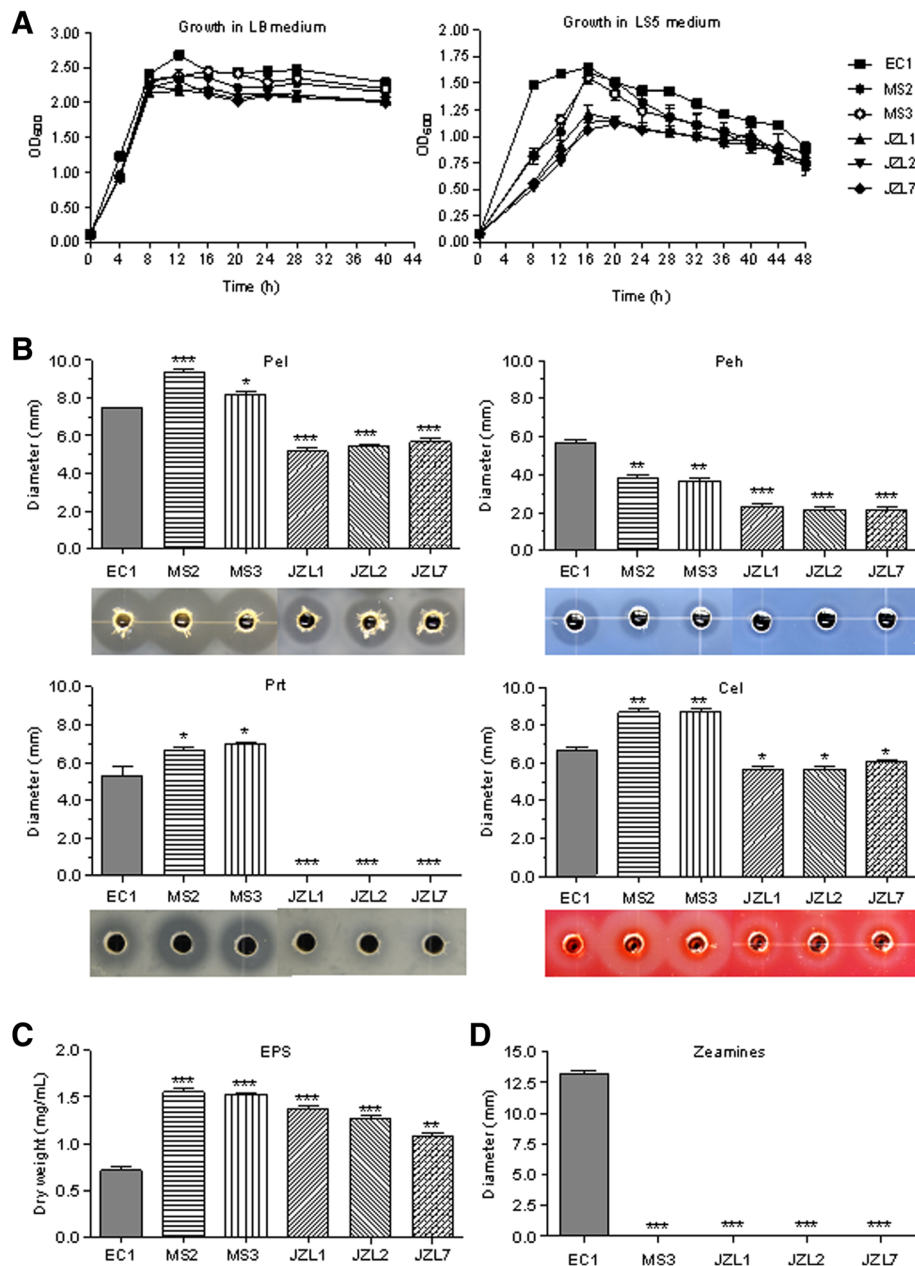 A
Growth in LB medium
OD600
3.00
2.50
2.00
1.50
1.00
0.50
0.00
0 4 8 12 16 20 24 28 32 36 40 44
Time (h)
Growth in LS5 medium
OD600
2.00
1.75
1.50
1.25
1.00
0.75
0.50
0.25
0.00
0 4 8 12 16 20 24 28 32 36 40 44 48
Time (h)
EC1
MS2
MS3
JZL1
JZL2
JZL7
B
Pel
Diameter (mm)
10.0
8.0
6.0
4.0
2.0
0.0
*** * *** *** ***
EC1 MS2 MS3 JZL1 JZL2 JZL7
Peh
Diameter (mm)
10.0
8.0
6.0
4.0
2.0
0.0
** ** *** *** ***
EC1 MS2 MS3 JZL1 JZL2 JZL7
Prt
Diameter (mm)
10.0
8.0
6.0
4.0
2.0
0.0
* * *** *** ***
EC1 MS2 MS3 JZL1 JZL2 JZL7
Cel
Diameter (mm)
10.0
8.0
6.0
4.0
2.0
0.0
** ** * * *
EC1 MS2 MS3 JZL1 JZL2 JZL7
C
EPS
Dry weight (mg/mL)
2.0
1.5
1.0
0.5
0.0
*** *** *** *** **
EC1 MS2 MS3 JZL1 JZL2 JZL7
D
Zeamines
Diameter (mm)
15.0
12.5
10.0
7.5
5.0
2.5
0.0
*** *** *** ***
EC1 MS3 JZL1 JZL2 JZL7